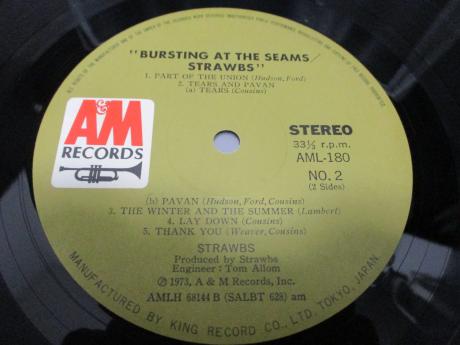 "BURSTING AT THE SEAMS/
STRAWBS"
1. PART OF THE UNION (Hudson, Ford)
2. TEARS AND PAVAN
(a) TEARS (Cousins)
A&M
RECORDS
STEREO
33⅓ r.p.m.
AML-180
NO. 2
(2 Sides)
(b) PAVAN (Hudson, Ford, Cousins)
3. THE WINTER AND THE SUMMER (Lambert)
4. LAY DOWN (Cousins)
5. THANK YOU (Weaver, Cousins)
STRAWBS
Produced by Strawbs
Engineer : Tom Allom
℗1973, A & M Records, Inc.
AMLH 68144 B (SALBT 628) am
MANUFACTURED BY KING RECORD CO., LTD. TOKYO, JAPAN